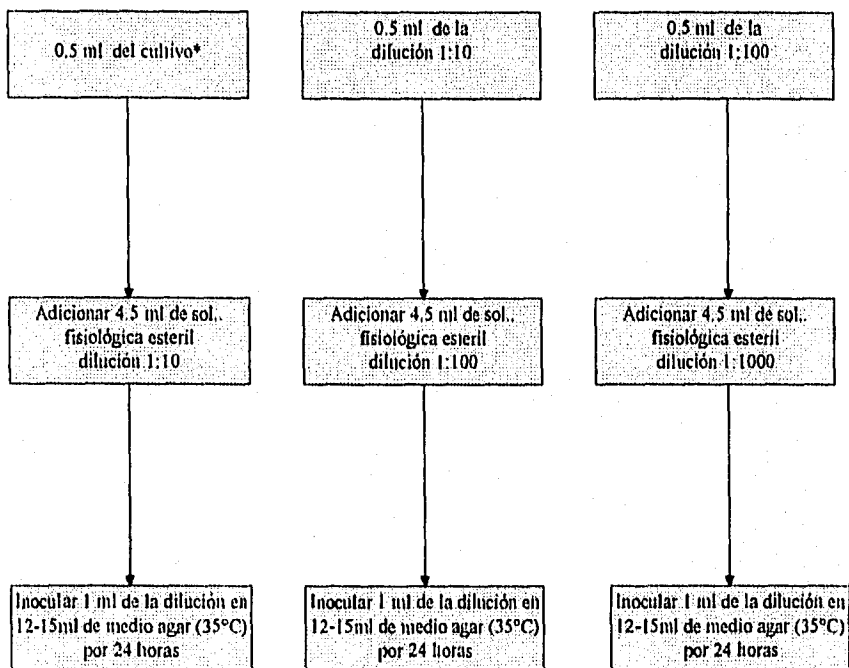 0.5 ml del cultivo*
0.5 ml de la
dilución 1:10
0.5 ml de la
dilución 1:100
Adicionar 4.5 ml de sol..
fisiológica esteril
dilución 1:10
Adicionar 4.5 ml de sol..
fisiológica esteril
dilución 1:100
Adicionar 4.5 ml de sol..
fisiológica esteril
dilución 1:1000
Inocular 1 ml de la dilución en
12-15ml de medio agar (35°C)
por 24 horas
Inocular 1 ml de la dilución en
12-15ml de medio agar (35°C)
por 24 horas
Inocular 1 ml de la dilución en
12-15ml de medio agar (35°C)
por 24 horas